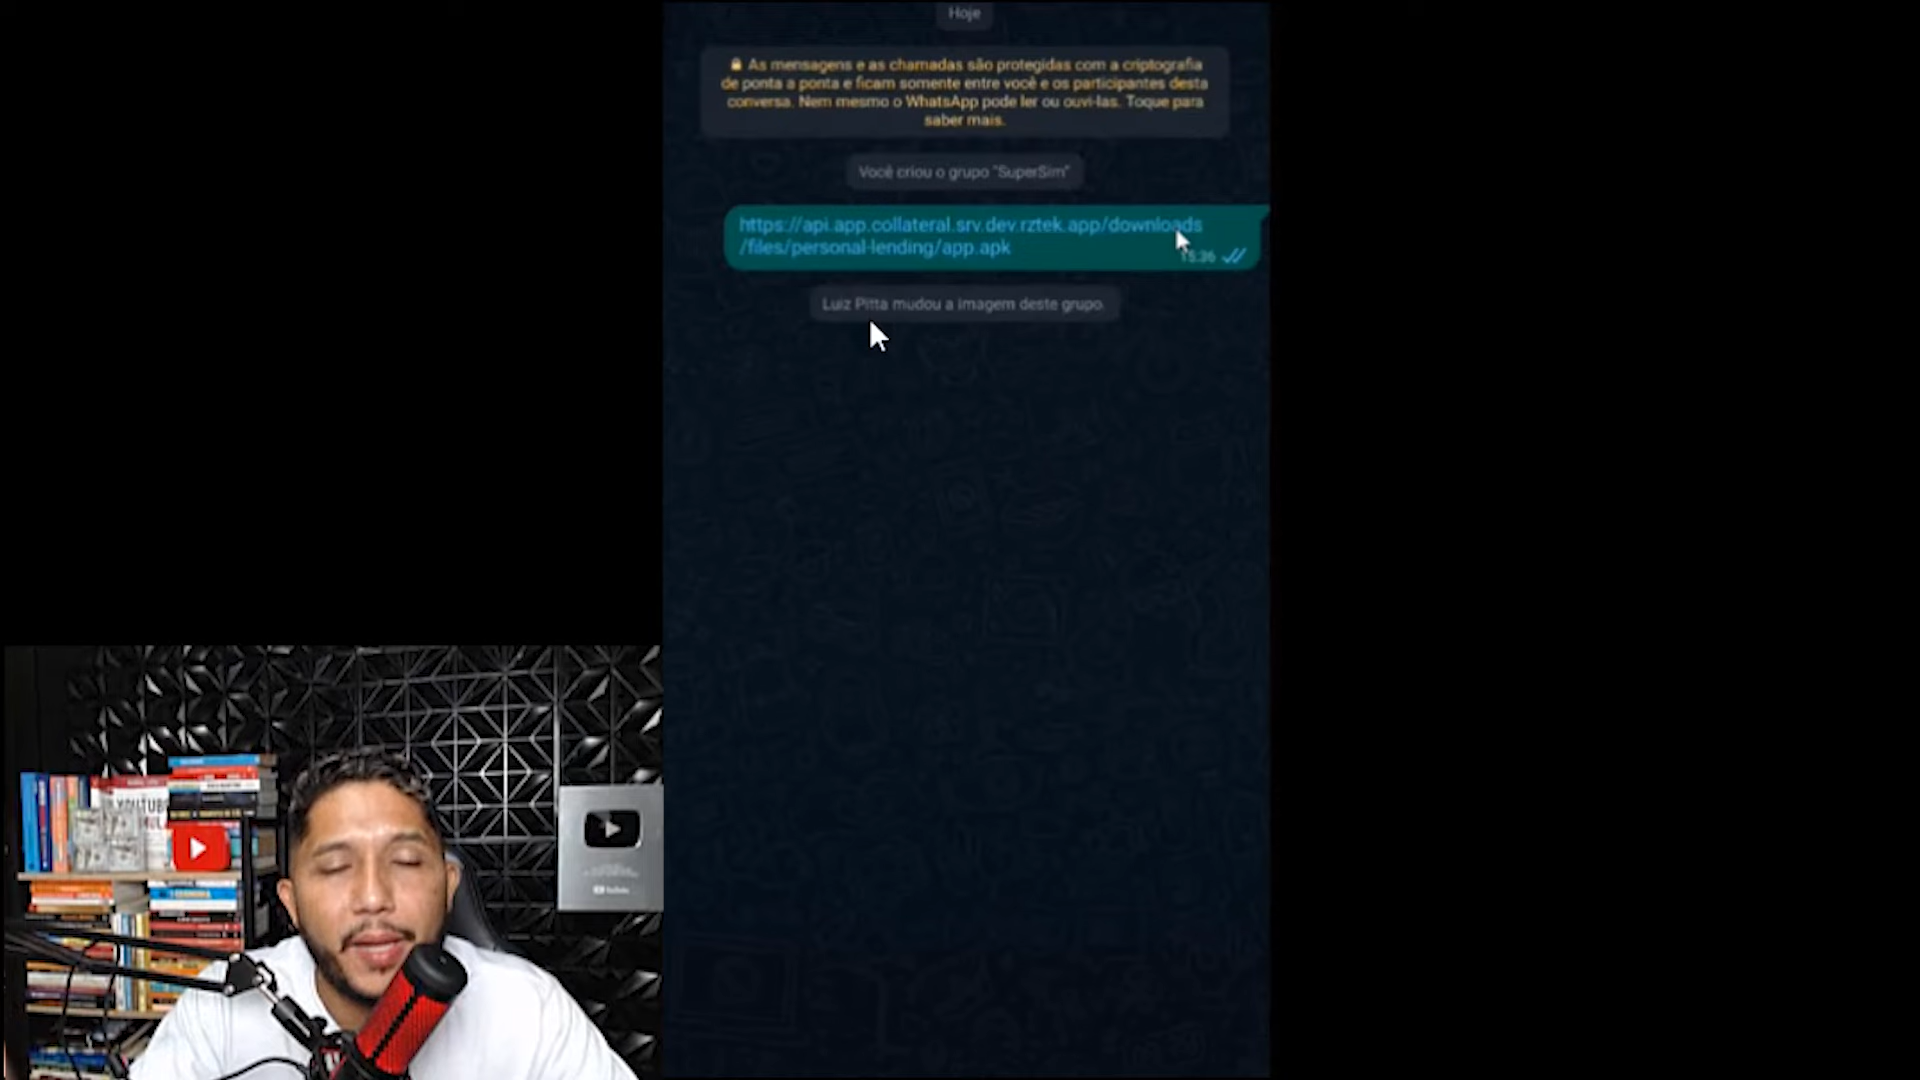 Hoje
As mensagens e as chamadas são protegidas com a criptografia
de ponta a ponta e ficam somente entre você e os participantes desta
conversa. Nem mesmo o WhatsApp pode ler ou ouvi-las. Toque para
saber mais.
Você criou o grupo "SuperSim"
https://api.app.collateral.srv.dev.rztek.app/downloads
/files/personal-lending/app.apk
15:36
Luiz Pitta mudou a imagem deste grupo.
YOUTUBE
YouTube